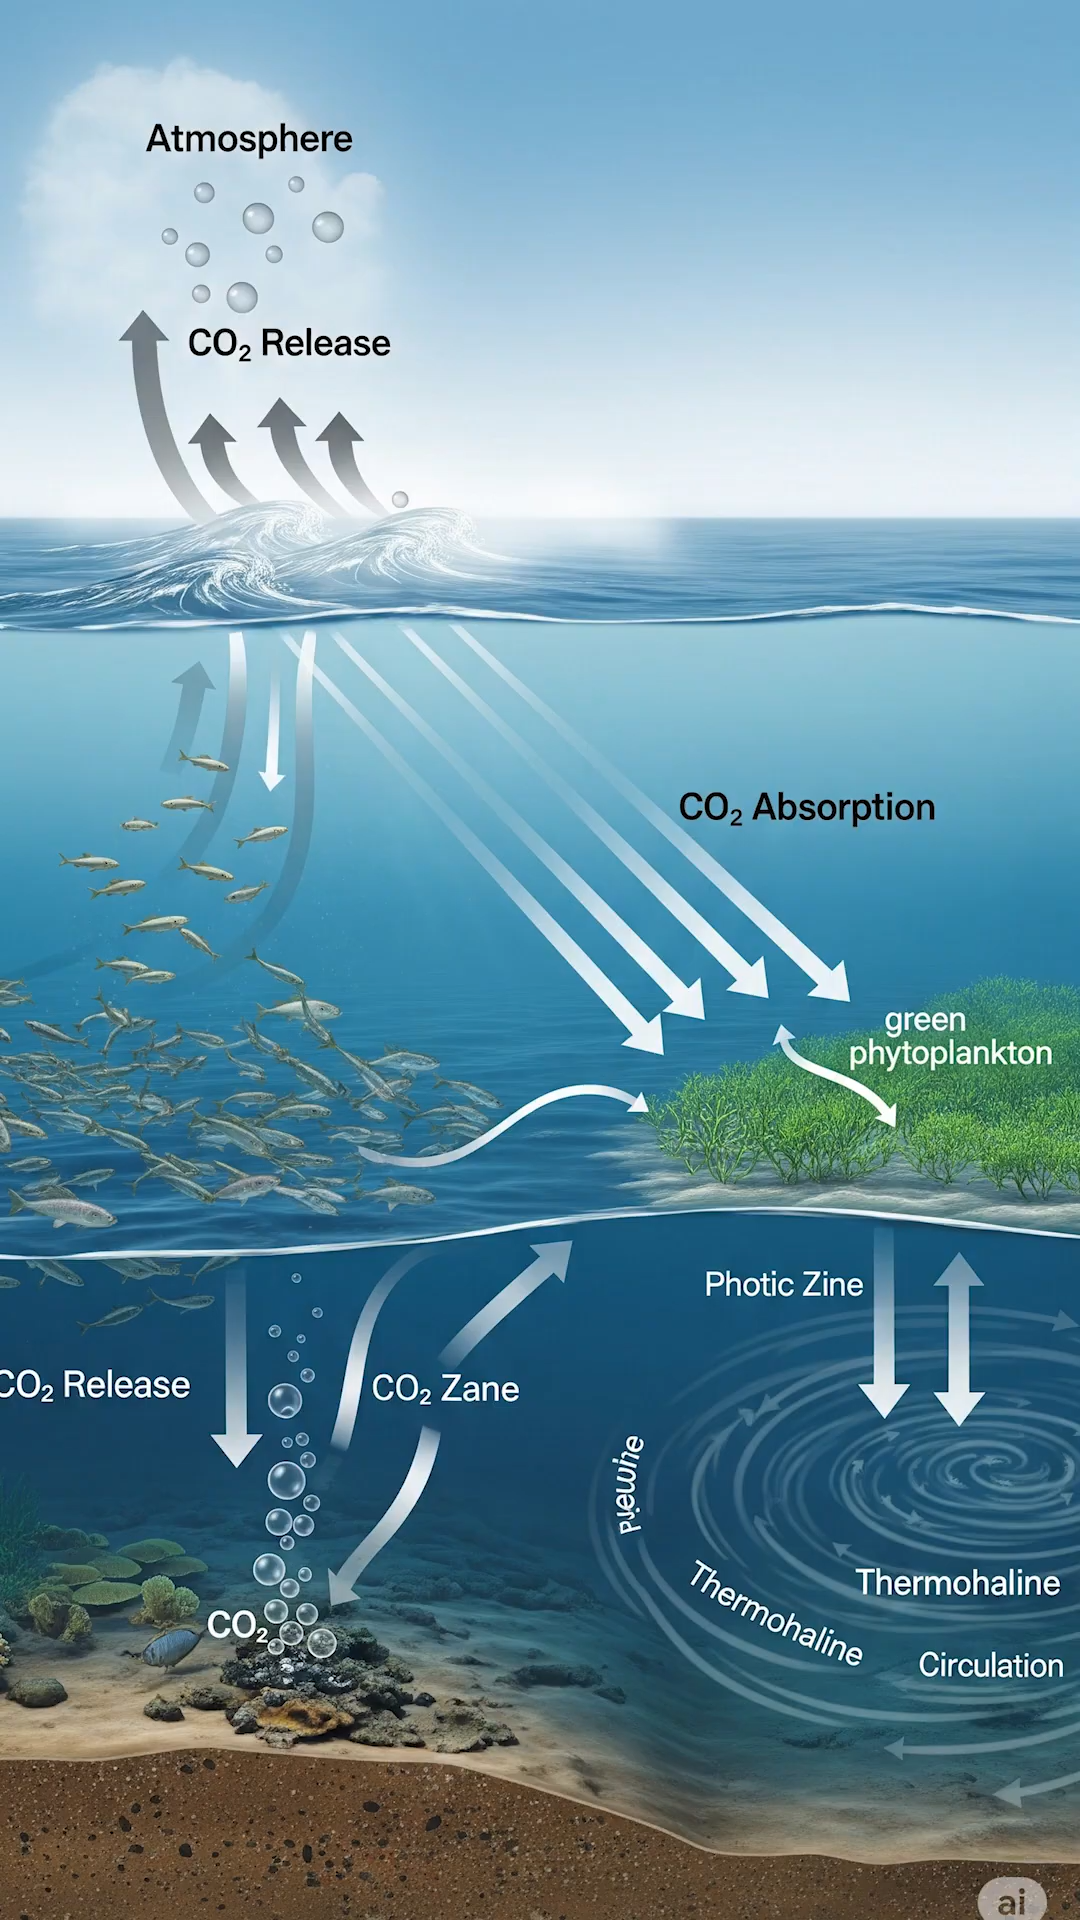 Atmosphere
CO₂ Release
CO₂ Absorption
green
phytoplankton
Photic Zine
CO₂ Release
CO₂ Zane
Thermohaline
Thermohaline
Circulation
CO₂
ai